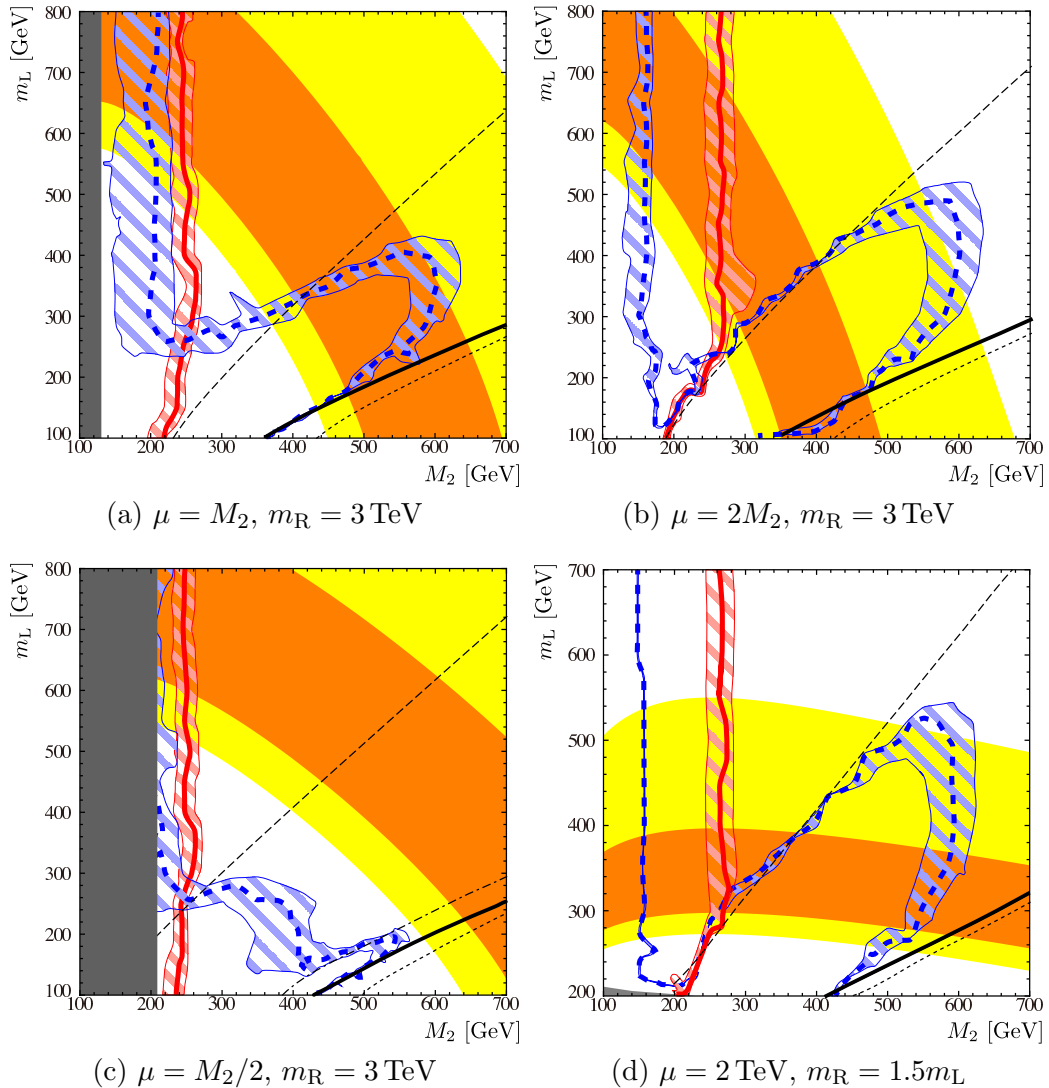 m_L [GeV]
800
700
600
500
400
300
200
100
100 200 300 400 500 600 700
M_2 [GeV]
(a) μ = M_2, m_R = 3 TeV
m_L [GeV]
800
700
600
500
400
300
200
100
100 200 300 400 500 600 700
M_2 [GeV]
(b) μ = 2M_2, m_R = 3 TeV
m_L [GeV]
800
700
600
500
400
300
200
100
100 200 300 400 500 600 700
M_2 [GeV]
(c) μ = M_2/2, m_R = 3 TeV
m_L [GeV]
700
600
500
400
300
200
100 200 300 400 500 600 700
M_2 [GeV]
(d) μ = 2 TeV, m_R = 1.5m_L